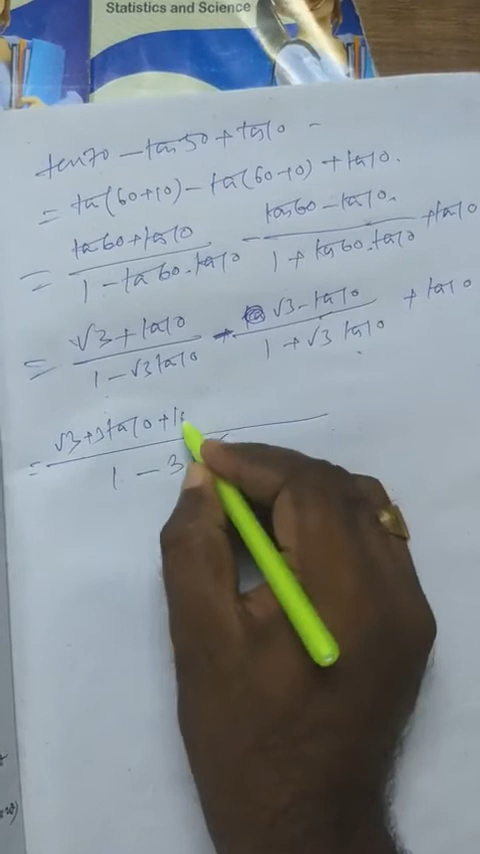 Statistics and Science
tan70 - tan50 + tan10 -
= tan(60+10) - tan(60-10) + tan10.
= tan60 + tan10 / 1 - tan60.tan10 - tan60 - tan10. / 1 + tan60.tan10 + tan10
= √3 + tan10 / 1 - √3 tan10 - √3 - tan10 / 1 + √3 tan10 + tan10
= √3 + 3tan10 + / 1 - 3